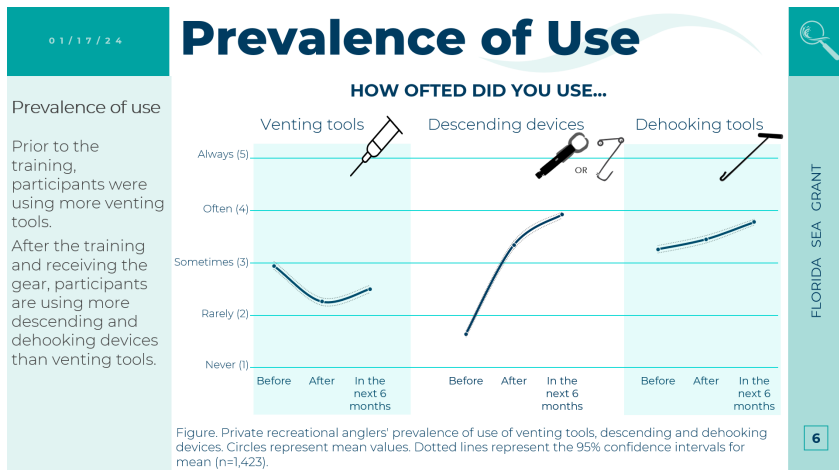 01/17/24
Prevalence of Use
Prevalence of use
Prior to the
training,
participants were
using more venting
tools.
After the training
and receiving the
gear, participants
are using more
descending and
dehooking devices
than venting tools.
HOW OFTED DID YOU USE...
Venting tools
Descending devices
Dehooking tools
OR
Always (5)
Often (4)
Sometimes (3)
Rarely (2)
Never (1)
Before After In the
next 6
months
Before After In the
next 6
months
Before After In the
next 6
months
Figure. Private recreational anglers' prevalence of use of venting tools, descending and dehooking
devices. Circles represent mean values. Dotted lines represent the 95% confidence intervals for
mean (n=1,423).
FLORIDA SEA GRANT
6